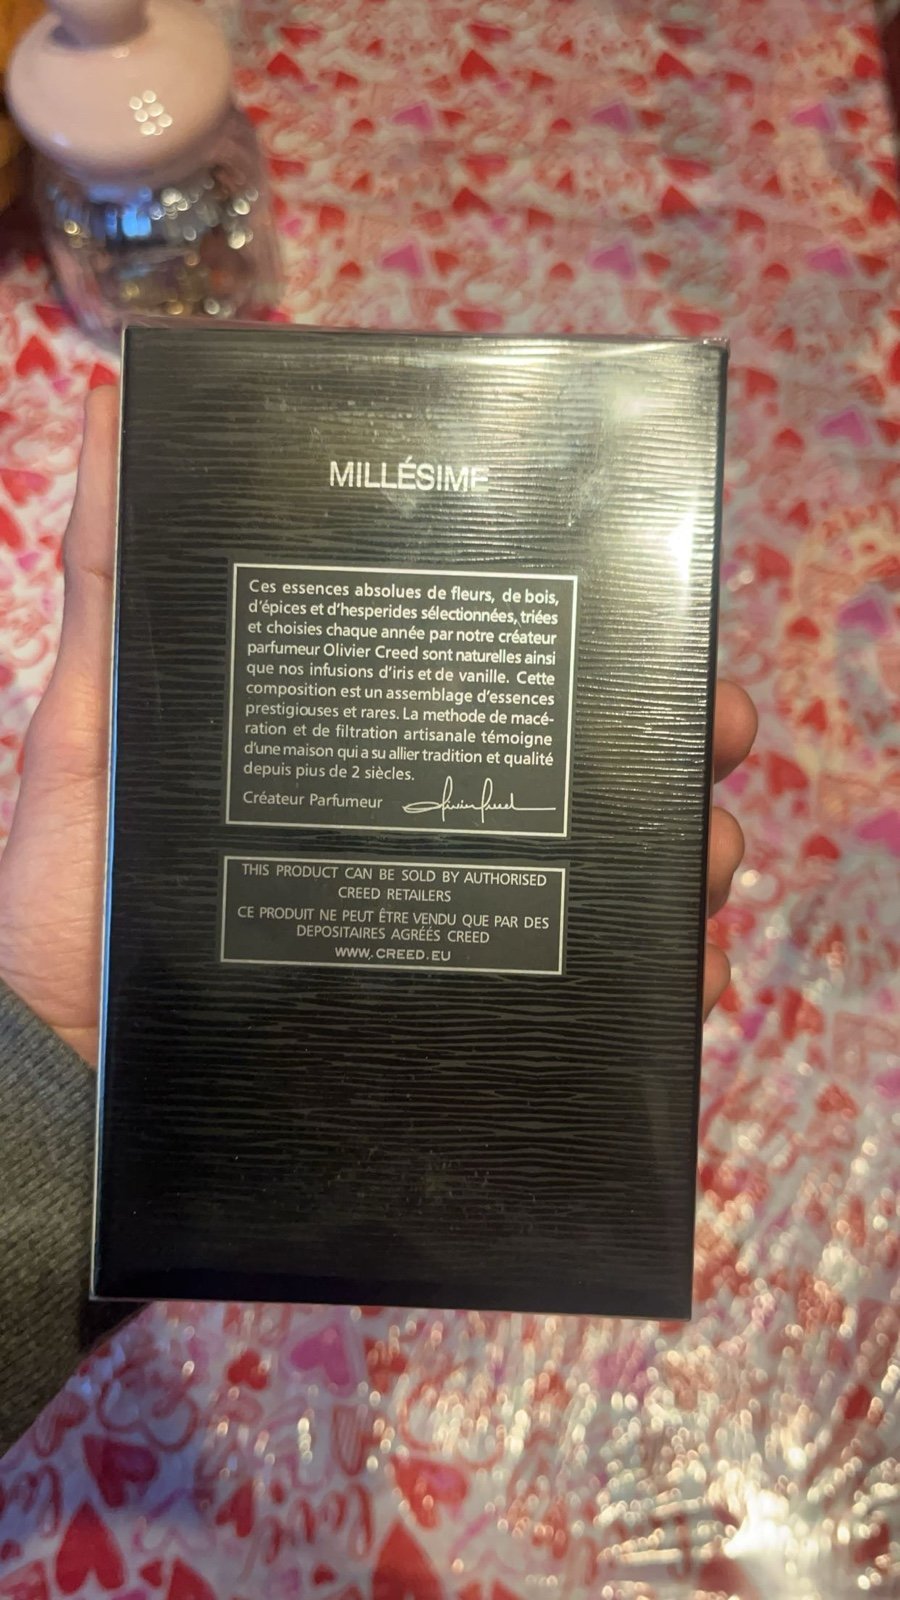 MILLÉSIME
Ces essences absolues de fleurs, de bois,
d'épices et d'hesperides sélectionnées, triées
et choisies chaque année par notre créateur
parfumeur Olivier Creed sont naturelles ainsi
que nos infusions d'iris et de vanille. Cette
composition est un assemblage d'essences
prestigiouses et rares. La methode de macé-
ration et de filtration artisanale témoigne
d'une maison qui a su allier tradition et qualité
depuis pius de 2 siècles.
Créateur Parfumeur Olivier Creed
THIS PRODUCT CAN BE SOLD BY AUTHORISED
CREED RETAILERS
CE PRODUIT NE PEUT ÊTRE VENDU QUE PAR DES
DEPOSITAIRES AGRÉÉS CREED
WWW.CREED.EU
love